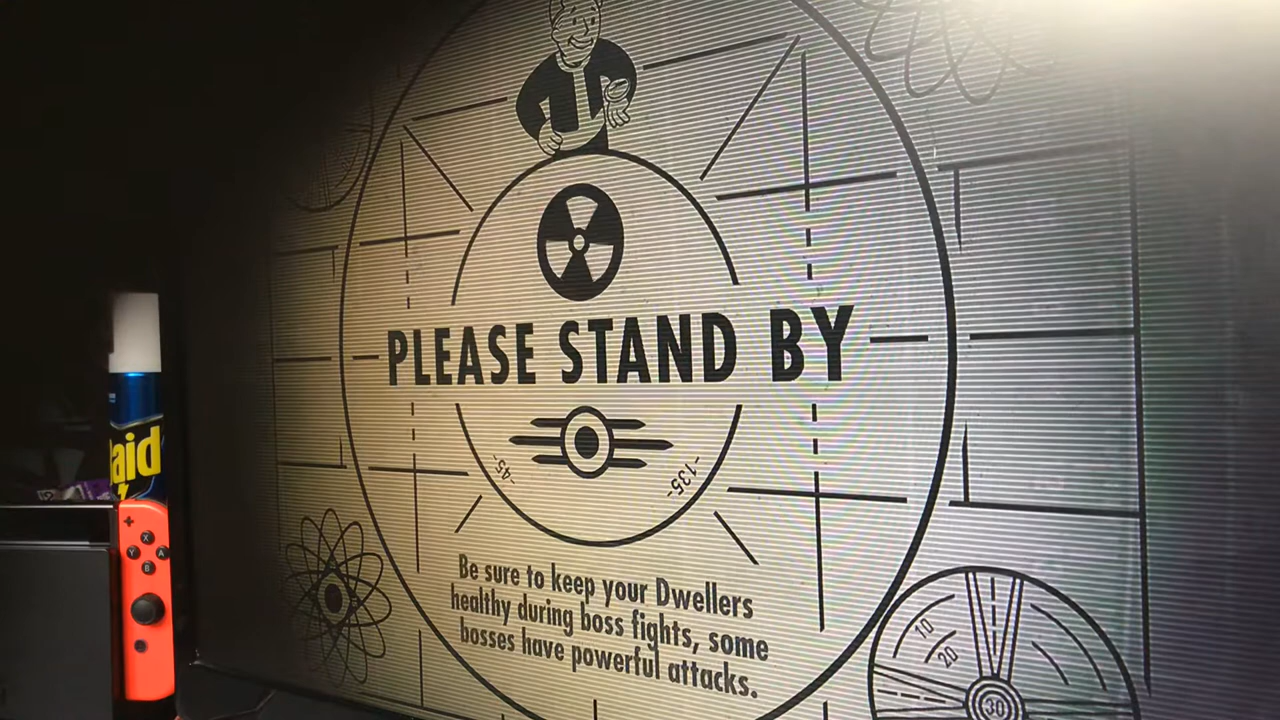 PLEASE STAND BY
-45-
-135-
Be sure to keep your Dwellers
healthy during boss fights, some
bosses have powerful attacks.
10
20
30
aid
X
Y
A
B